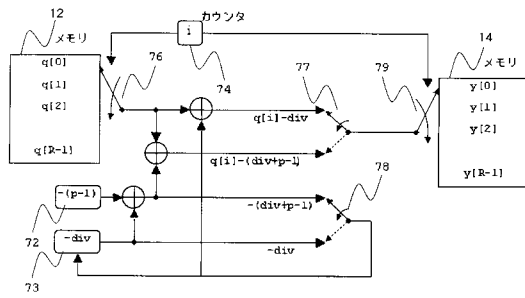 カウンタ
12
メモリ
i
14
メモリ
q[0]
q[1]
q[2]
q[R-1]
76
74
77
79
y[0]
y[1]
y[2]
y[R-1]
q[i]-div
q[i]-(div+p-1)
78
-(p-1)
-(div+p-1)
72
-div
-div
73